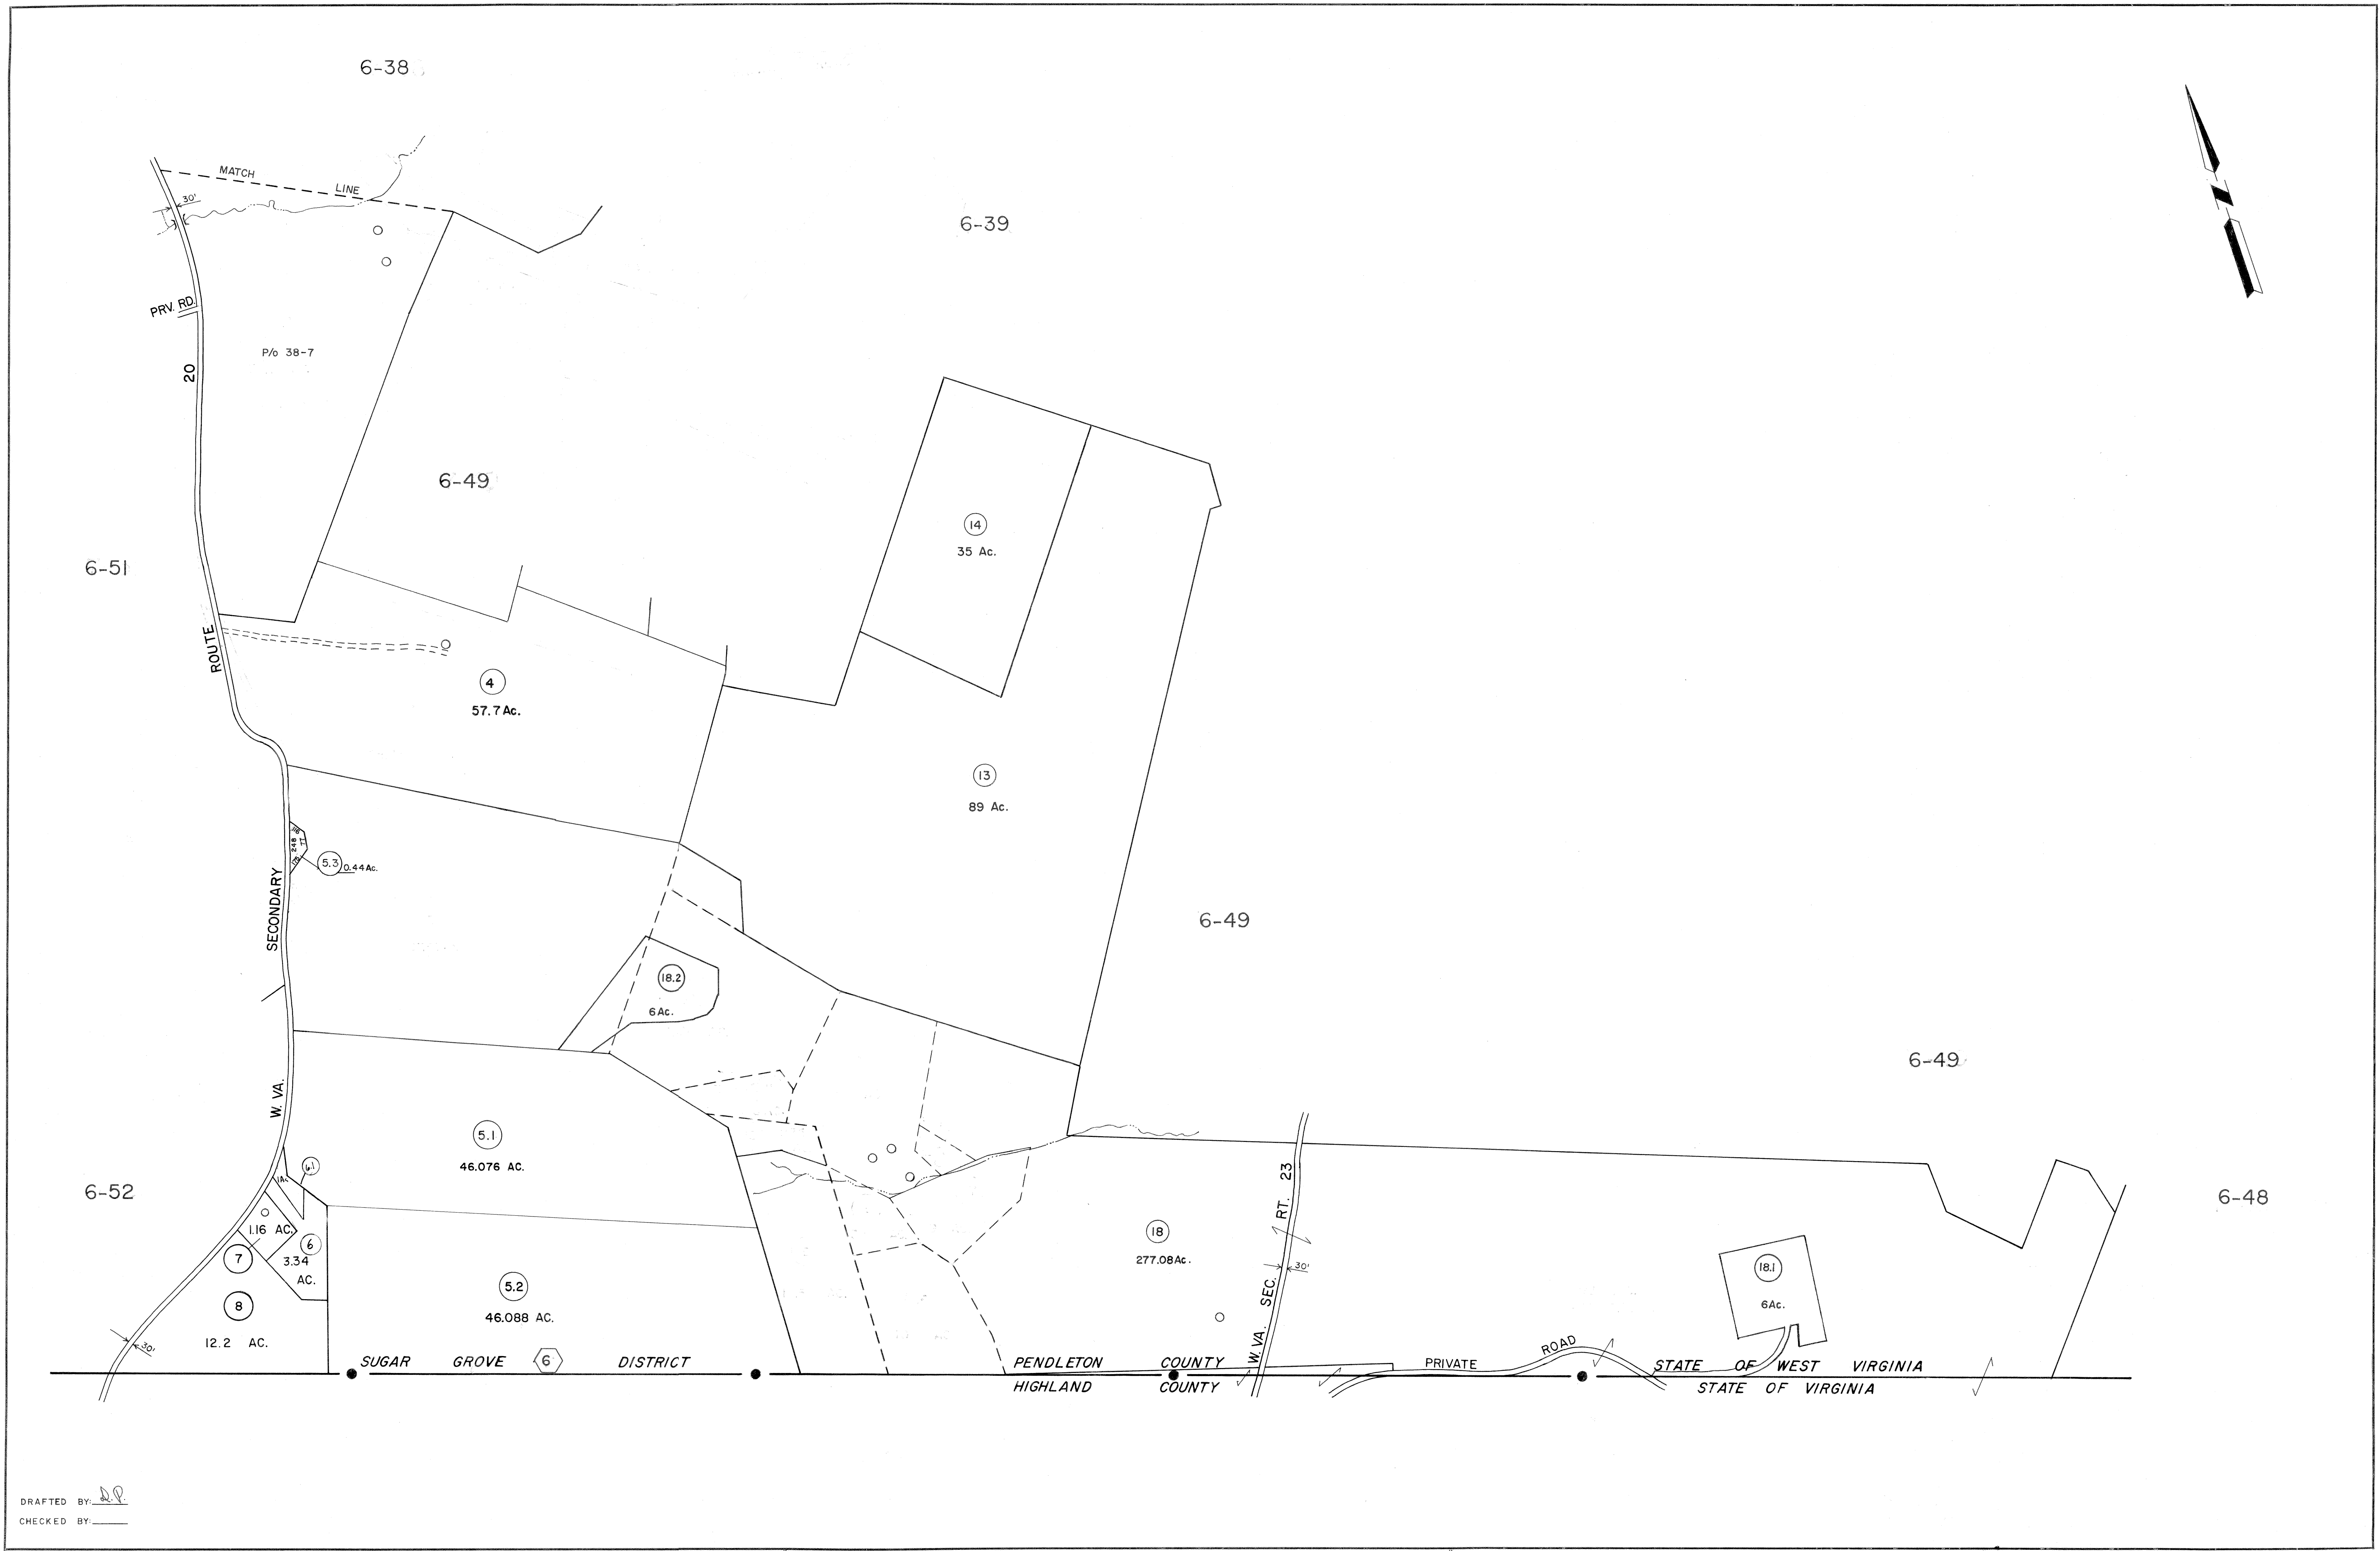 6-38
MATCH LINE
30'
6-39
PRV. RD.
20
P/o 38-7
6-49
14
35 Ac.
6-51
ROUTE
4
57.7 Ac.
13
89 Ac.
248
77
5.3
0.44 Ac.
SECONDARY
6-49
18.2
6 Ac.
6-49
W. VA.
5.1
46.076 AC.
6.1
1Ac
6-52
RT. 23
6-48
1.16 AC.
6
7
3.34
AC.
18
277.08 Ac.
30'
18.1
6 Ac.
SEC.
5.2
46.088 AC.
8
12.2 AC.
30'
W. VA.
ROAD
SUGAR GROVE 6 DISTRICT
PENDLETON COUNTY
PRIVATE
STATE OF WEST VIRGINIA
HIGHLAND COUNTY
STATE OF VIRGINIA
DRAFTED BY: D.P.
CHECKED BY: